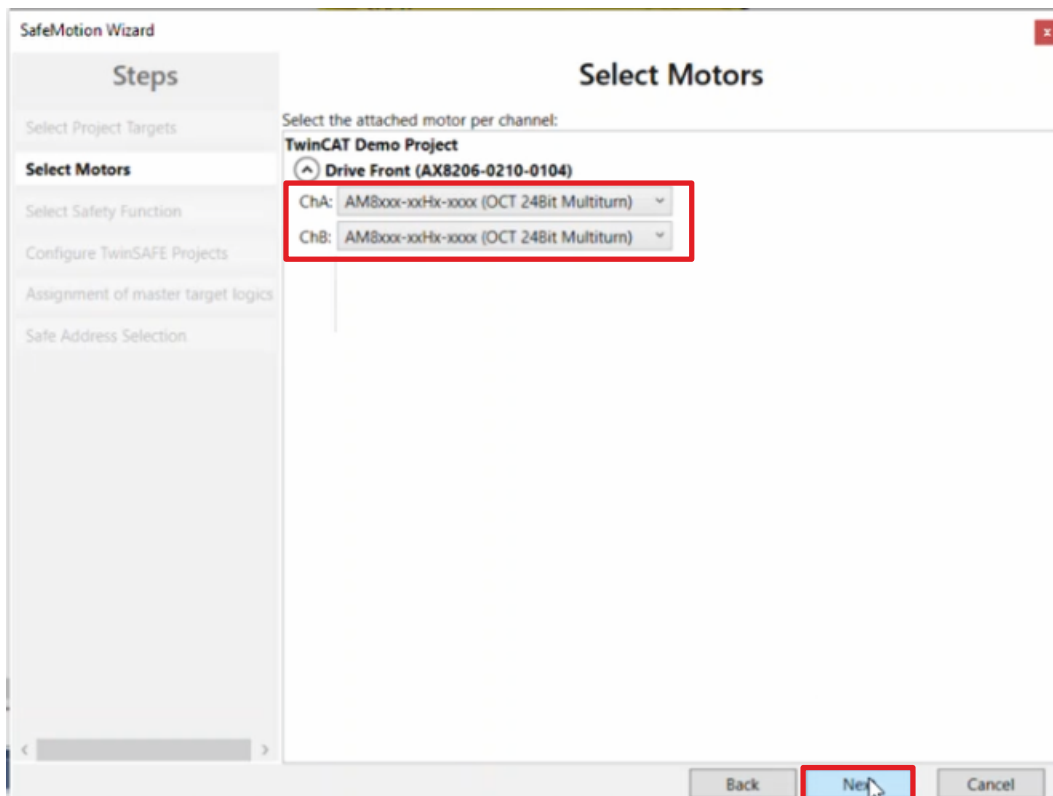 SafeMotion Wizard
x
Steps
Select Project Targets
Select Motors
Select Safety Function
Configure TwinSAFE Projects
Assignment of master target logics
Safe Address Selection
Select Motors
Select the attached motor per channel:
TwinCAT Demo Project
Drive Front (AX8206-0210-0104)
ChA: AM8xxx-xxHx-xxxx (OCT 24Bit Multiturn)
ChB: AM8xxx-xxHx-xxxx (OCT 24Bit Multiturn)
Back
Next
Cancel